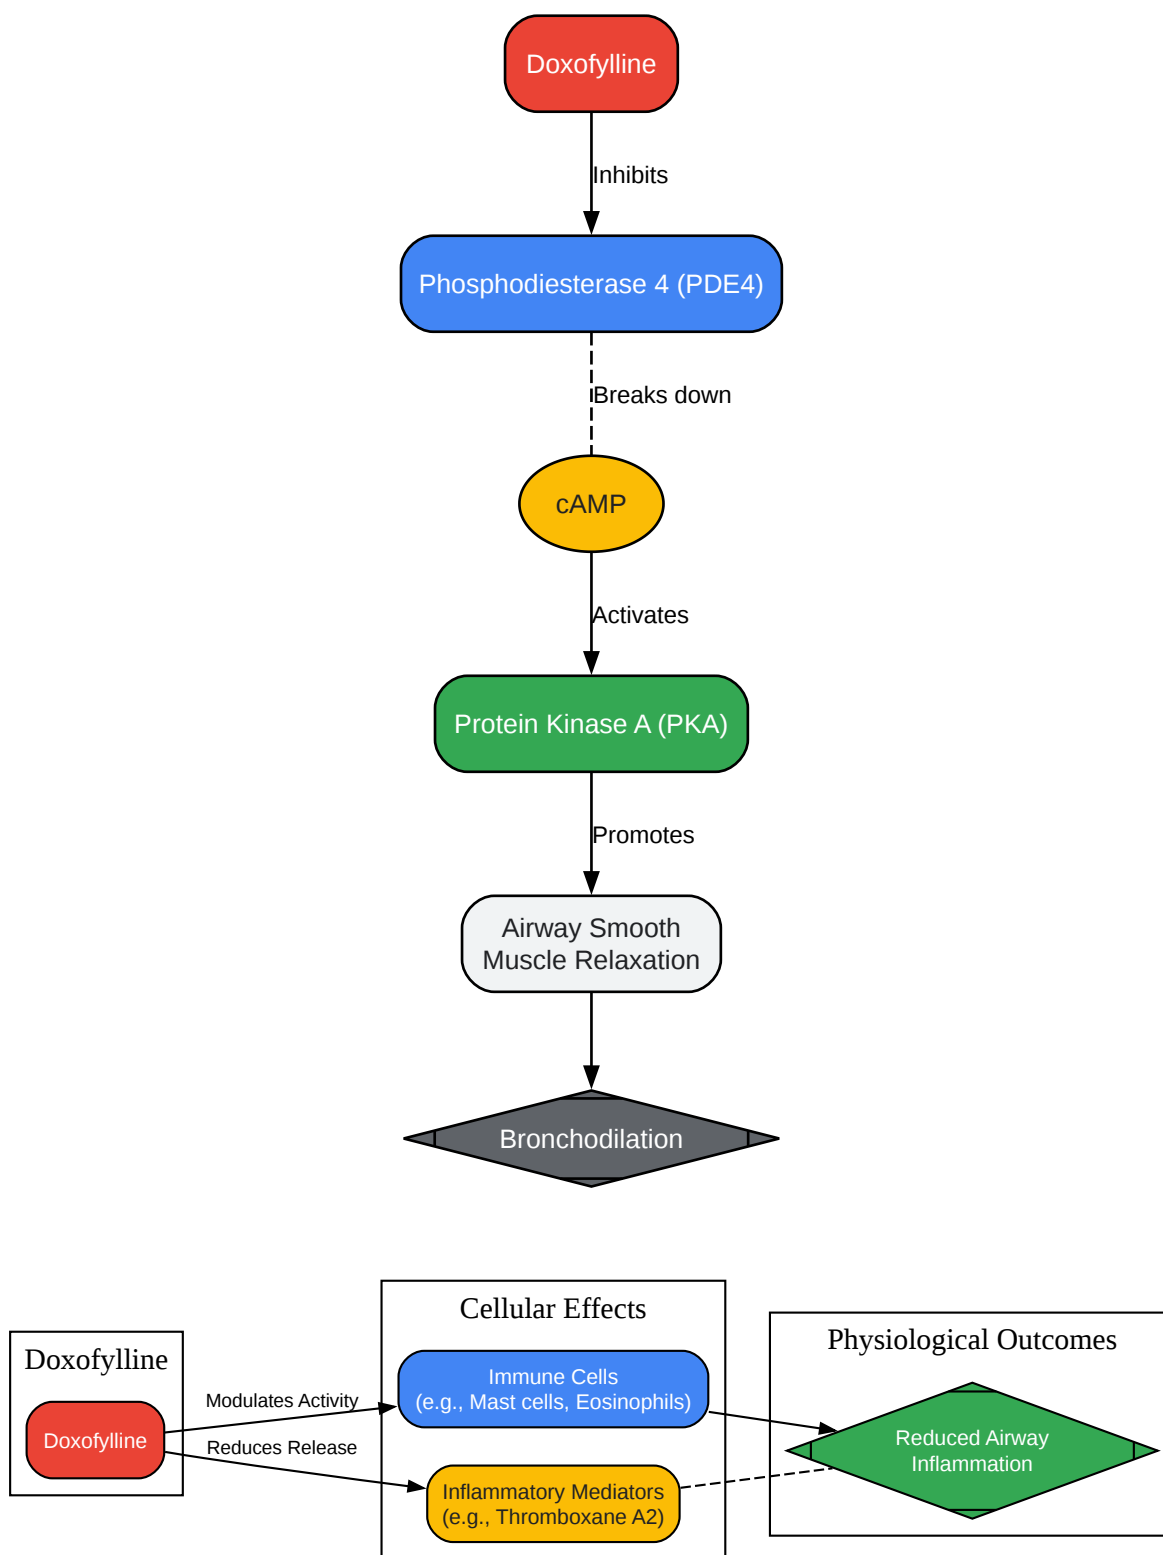 Doxofylline
Inhibits
Phosphodiesterase 4 (PDE4)
Breaks down
cAMP
Activates
Protein Kinase A (PKA)
Promotes
Airway Smooth
Muscle Relaxation
Bronchodilation
Doxofylline
Doxofylline
Modulates Activity
Reduces Release
Cellular Effects
Immune Cells
(e.g., Mast cells, Eosinophils)
Inflammatory Mediators
(e.g., Thromboxane A2)
Physiological Outcomes
Reduced Airway
Inflammation